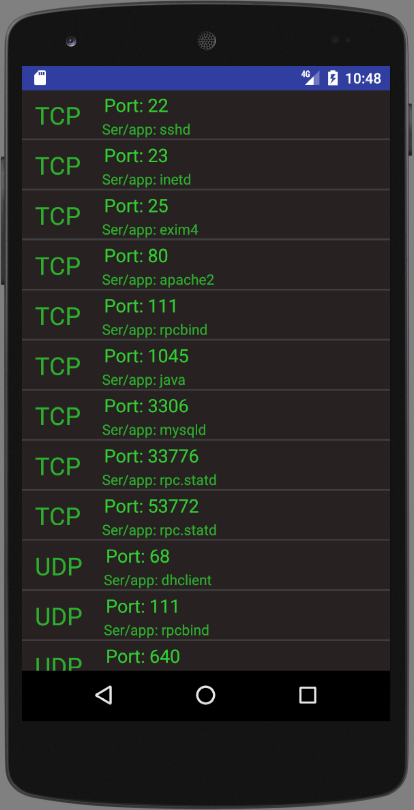 4G 10:48
TCP Port: 22
Ser/app: sshd
TCP Port: 23
Ser/app: inetd
TCP Port: 25
Ser/app: exim4
TCP Port: 80
Ser/app: apache2
TCP Port: 111
Ser/app: rpcbind
TCP Port: 1045
Ser/app: java
TCP Port: 3306
Ser/app: mysqld
TCP Port: 33776
Ser/app: rpc.statd
TCP Port: 53772
Ser/app: rpc.statd
UDP Port: 68
Ser/app: dhclient
UDP Port: 111
Ser/app: rpcbind
UDP Port: 640